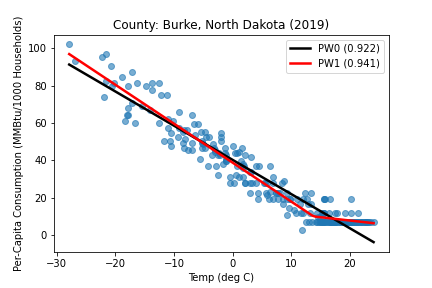 County: Burke, North Dakota (2019)
PW0 (0.922)
PW1 (0.941)
Per-Capita Consumption (MMBtu/1000 Households)
100
80
60
40
20
0
−30
−20
−10
0
10
20
Temp (deg C)